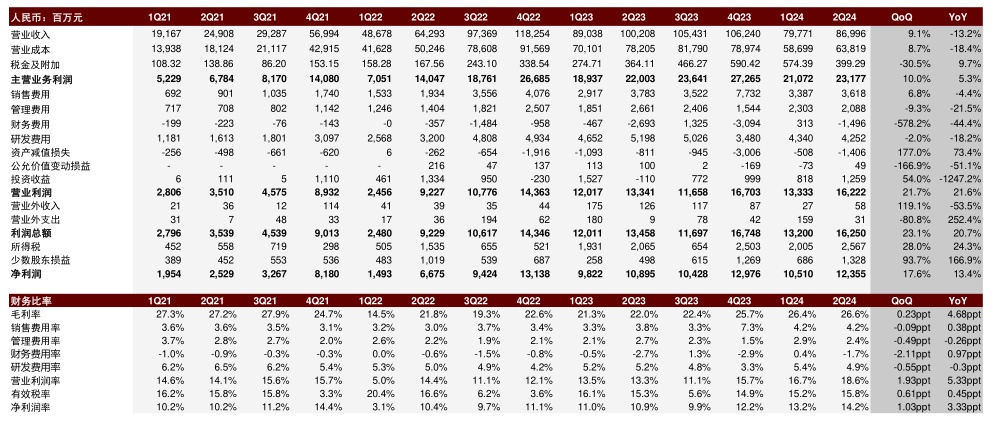 人民币：百万元 1Q21 2Q21 3Q21 4Q21 1Q22 2Q22 3Q22 4Q22 1Q23 2Q23 3Q23 4Q23 1Q24 2Q24 QoQ YoY
营业收入 19,167 24,908 29,287 56,994 48,678 64,293 97,369 118,254 89,038 100,208 105,431 106,240 79,771 86,996 9.1% -13.2%
营业成本 13,938 18,124 21,117 42,915 41,628 50,246 78,608 91,569 70,101 78,205 81,790 78,974 58,699 63,819 8.7% -18.4%
税金及附加 108.32 138.86 86.20 153.15 158.28 167.56 243.10 338.54 274.71 364.11 466.27 590.42 574.39 399.29 -30.5% 9.7%
主营业务利润 5,229 6,784 8,170 14,080 7,051 14,047 18,761 26,685 18,937 22,003 23,641 27,265 21,072 23,177 10.0% 5.3%
销售费用 692 901 1,035 1,740 1,533 1,934 3,556 4,076 2,917 3,783 3,522 7,732 3,387 3,618 6.8% -4.4%
管理费用 717 708 802 1,142 1,246 1,404 1,821 2,507 1,851 2,661 2,406 1,544 2,303 2,088 -9.3% -21.5%
财务费用 -199 -223 -76 -143 -0 -357 -1,484 -958 -467 -2,693 1,325 -3,094 313 -1,496 -578.2% -44.4%
研发费用 1,181 1,613 1,801 3,097 2,568 3,200 4,808 4,934 4,652 5,198 5,026 3,480 4,340 4,252 -2.0% -18.2%
资产减值损失 -256 -498 -661 -620 6 -262 -654 -1,916 -1,093 -811 -945 -3,006 -508 -1,406 177.0% 73.4%
公允价值变动损益 - - - - - 216 47 137 113 100 2 -169 -73 49 -166.9% -51.1%
投资收益 6 111 5 1,110 461 1,334 950 -230 1,527 -110 772 999 818 1,259 54.0% -1247.2%
营业利润 2,806 3,510 4,575 8,932 2,456 9,227 10,776 14,363 12,017 13,341 11,658 16,703 13,333 16,222 21.7% 21.6%
营业外收入 21 36 12 114 41 39 35 44 175 126 117 87 27 58 119.1% -53.5%
营业外支出 31 7 48 33 17 36 194 62 180 9 78 42 159 31 -80.8% 252.4%
利润总额 2,796 3,539 4,539 9,013 2,480 9,229 10,617 14,346 12,011 13,458 11,697 16,748 13,200 16,250 23.1% 20.7%
所得税 452 558 719 298 505 1,535 655 521 1,931 2,065 654 2,503 2,005 2,567 28.0% 24.3%
少数股东损益 389 452 553 536 483 1,019 539 687 258 498 615 1,269 686 1,328 93.7% 166.9%
净利润 1,954 2,529 3,267 8,180 1,493 6,675 9,424 13,138 9,822 10,895 10,428 12,976 10,510 12,355 17.6% 13.4%
财务比率 1Q21 2Q21 3Q21 4Q21 1Q22 2Q22 3Q22 4Q22 1Q23 2Q23 3Q23 4Q23 1Q24 2Q24 QoQ YoY
毛利率 27.3% 27.2% 27.9% 24.7% 14.5% 21.8% 19.3% 22.6% 21.3% 22.0% 22.4% 25.7% 26.4% 26.6% 0.23ppt 4.68ppt
销售费用率 3.6% 3.6% 3.5% 3.1% 3.2% 3.0% 3.7% 3.4% 3.3% 3.8% 3.3% 7.3% 4.2% 4.2% -0.09ppt 0.38ppt
管理费用率 3.7% 2.8% 2.7% 2.0% 2.6% 2.2% 1.9% 2.1% 2.1% 2.7% 2.3% 1.5% 2.9% 2.4% -0.49ppt -0.26ppt
财务费用率 -1.0% -0.9% -0.3% -0.3% 0.0% -0.6% -1.5% -0.8% -0.5% -2.7% 1.3% -2.9% 0.4% -1.7% -2.11ppt 0.97ppt
研发费用率 6.2% 6.5% 6.2% 5.4% 5.3% 5.0% 4.9% 4.2% 5.2% 5.2% 4.8% 3.3% 5.4% 4.9% -0.55ppt -0.3ppt
营业利润率 14.6% 14.1% 15.6% 15.7% 5.0% 14.4% 11.1% 12.1% 13.5% 13.3% 11.1% 15.7% 16.7% 18.6% 1.93ppt 5.33ppt
有效税率 16.2% 15.8% 15.8% 3.3% 20.4% 16.6% 6.2% 3.6% 16.1% 15.3% 5.6% 14.9% 15.2% 15.8% 0.61ppt 0.45ppt
净利润率 10.2% 10.2% 11.2% 14.4% 3.1% 10.4% 9.7% 11.1% 11.0% 10.9% 9.9% 12.2% 13.2% 14.2% 1.03ppt 3.33ppt